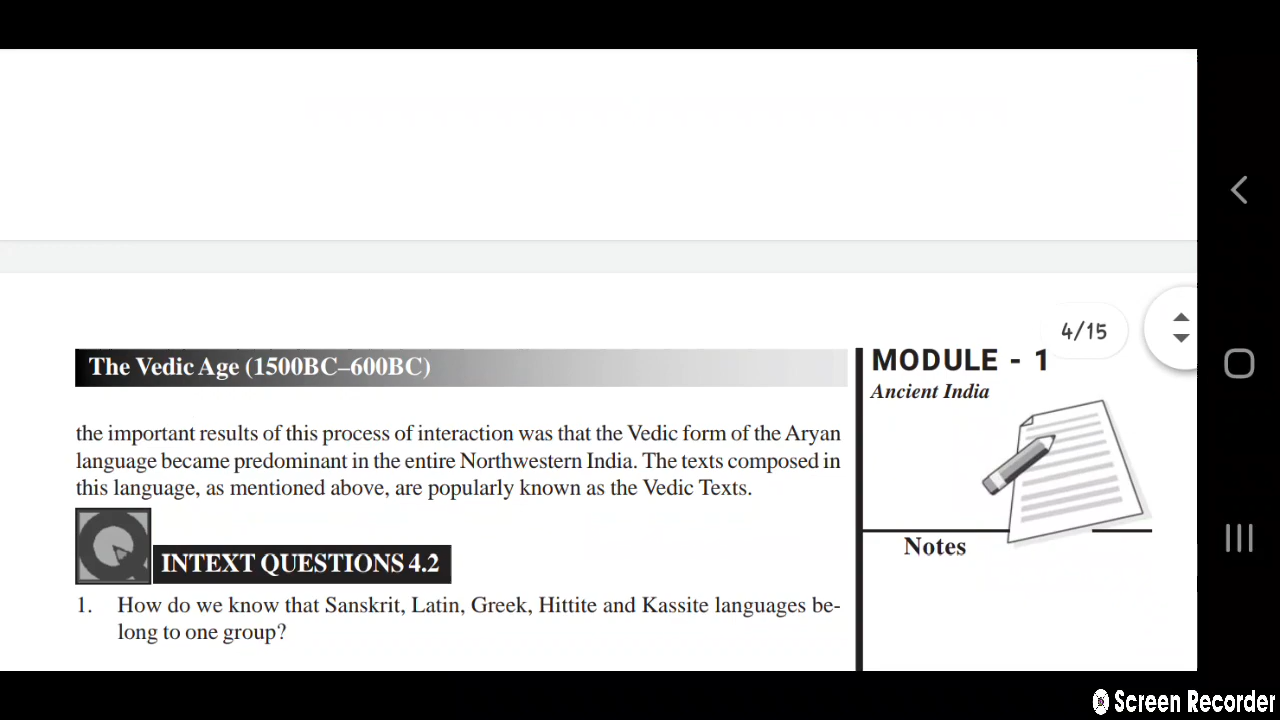 4/15
The Vedic Age (1500BC–600BC)
MODULE - 1
Ancient India
the important results of this process of interaction was that the Vedic form of the Aryan
language became predominant in the entire Northwestern India. The texts composed in
this language, as mentioned above, are popularly known as the Vedic Texts.
Notes
INTEXT QUESTIONS 4.2
1. How do we know that Sanskrit, Latin, Greek, Hittite and Kassite languages be-
long to one group?
Screen Recorder